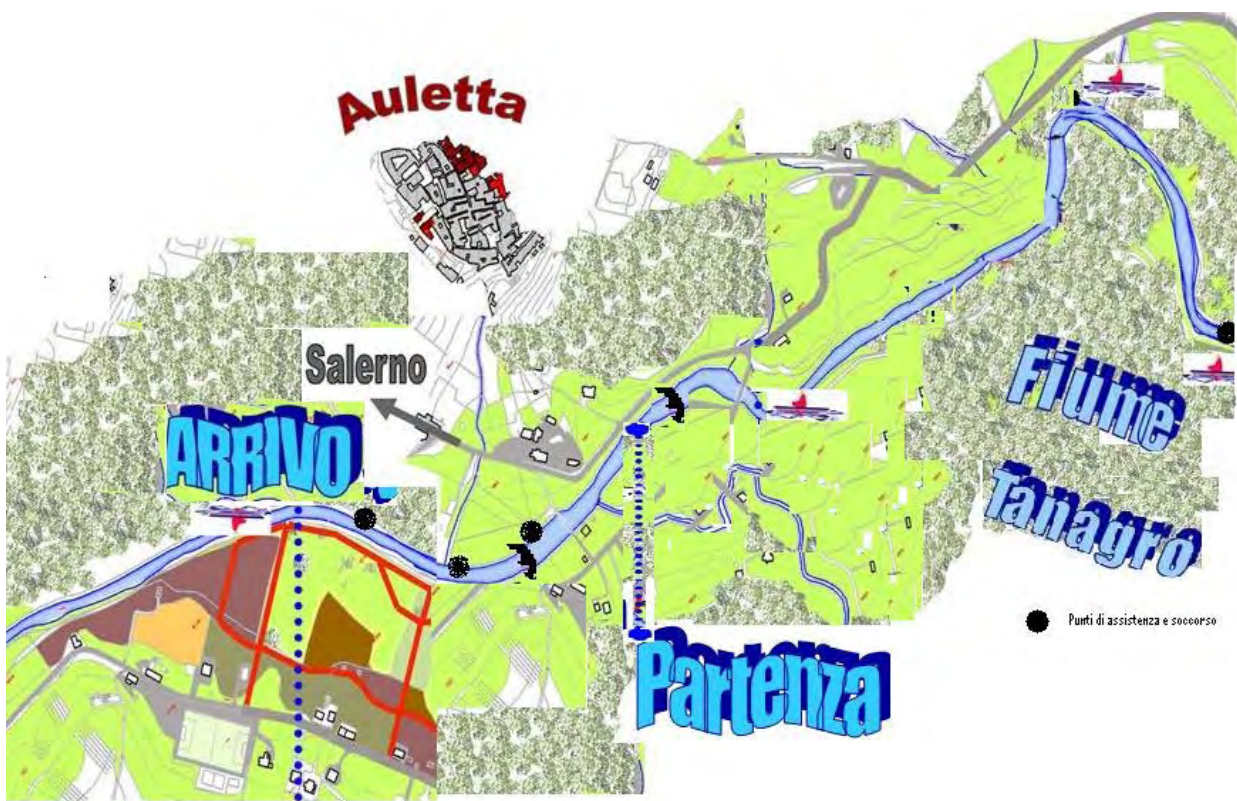 Auletta
Salerno
ARRIVO
Fiume
Tanagro
Punti di assistenza e soccorso
Partenza